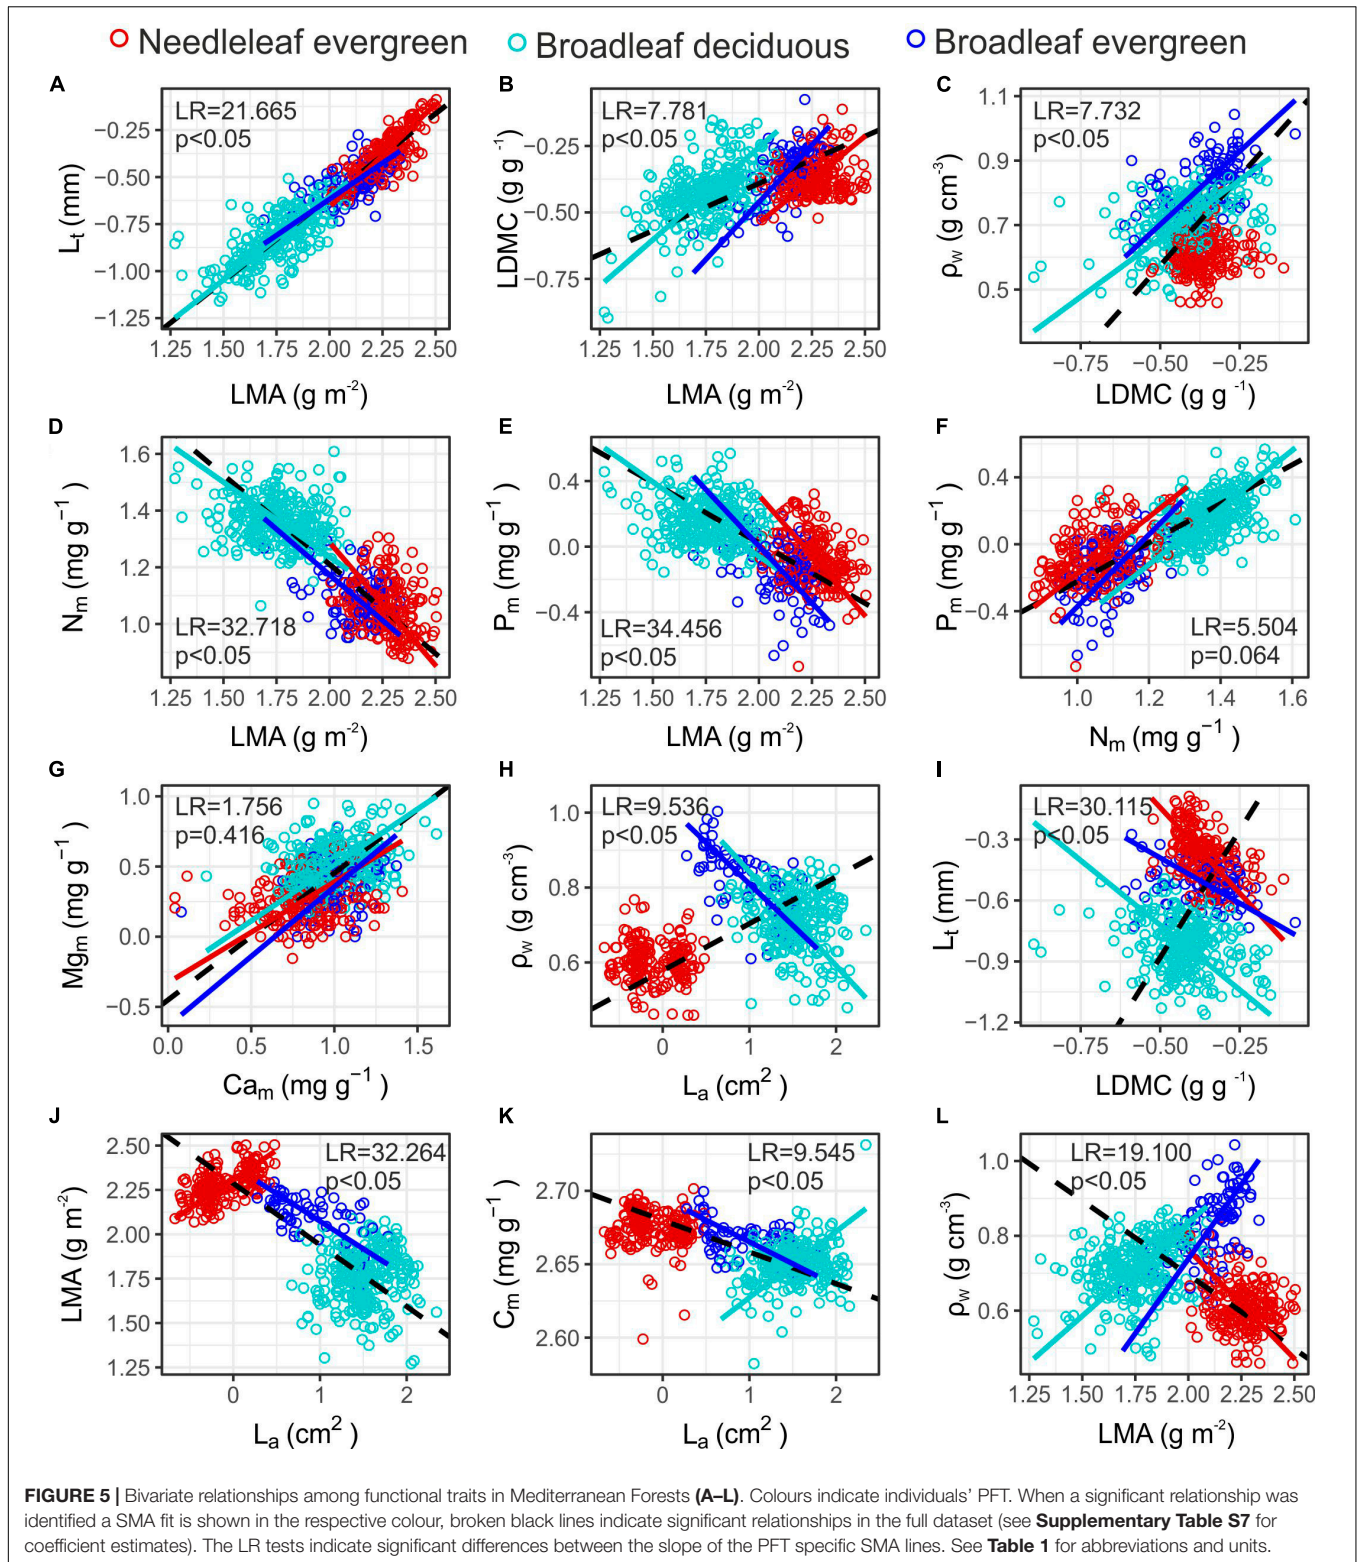 Needleleaf evergreen Broadleaf deciduous Broadleaf evergreen
A
LR=21.665
p<0.05
−0.25
−0.50
−0.75
−1.00
−1.25
Lt (mm)
1.25 1.50 1.75 2.00 2.25 2.50
LMA (g m-2)
B
LR=7.781
p<0.05
−0.25
−0.50
−0.75
LDMC (g g -1)
1.25 1.50 1.75 2.00 2.25 2.50
LMA (g m-2)
C
LR=7.732
p<0.05
1.1
0.9
0.7
0.5
ρw (g cm-3)
−0.75 −0.50 −0.25
LDMC (g g -1)
D
1.6
1.4
1.2
1.0
Nm (mg g−1)
LR=32.718
p<0.05
1.25 1.50 1.75 2.00 2.25 2.50
LMA (g m-2)
E
0.4
0.0
−0.4
Pm (mg g−1)
LR=34.456
p<0.05
1.25 1.50 1.75 2.00 2.25 2.50
LMA (g m-2)
F
0.4
0.0
−0.4
Pm (mg g−1)
LR=5.504
p=0.064
1.0 1.2 1.4 1.6
Nm (mg g−1)
G
LR=1.756
p=0.416
1.0
0.5
0.0
−0.5
Mgm (mg g−1)
0.0 0.5 1.0 1.5
Cam (mg g−1)
H
LR=9.536
p<0.05
1.0
0.8
0.6
ρw (g cm-3)
0 1 2
La (cm2)
I
LR=30.115
p<0.05
−0.3
−0.6
−0.9
−1.2
Lt (mm)
−0.75 −0.50 −0.25
LDMC (g g -1)
J
LR=32.264
p<0.05
2.50
2.25
2.00
1.75
1.50
1.25
LMA (g m-2)
0 1 2
La (cm2)
K
LR=9.545
p<0.05
2.70
2.65
2.60
Cm (mg g−1)
0 1 2
La (cm2)
L
LR=19.100
p<0.05
1.0
0.8
0.6
ρw (g cm-3)
1.25 1.50 1.75 2.00 2.25 2.50
LMA (g m-2)
FIGURE 5 | Bivariate relationships among functional traits in Mediterranean Forests (A–L). Colours indicate individuals' PFT. When a significant relationship was
identified a SMA fit is shown in the respective colour, broken black lines indicate significant relationships in the full dataset (see Supplementary Table S7 for
coefficient estimates). The LR tests indicate significant differences between the slope of the PFT specific SMA lines. See Table 1 for abbreviations and units.